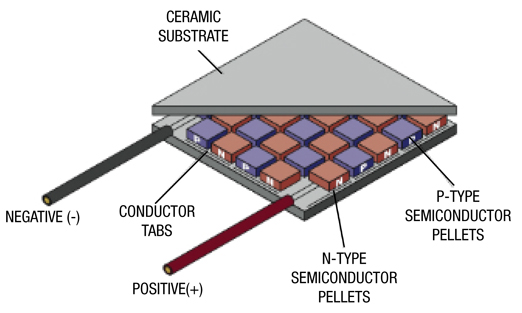 CERAMIC
SUBSTRATE
P
N
P
N
N
P
N
N
N
NEGATIVE (-)
CONDUCTOR
TABS
P-TYPE
SEMICONDUCTOR
PELLETS
POSITIVE(+)
N-TYPE
SEMICONDUCTOR
PELLETS